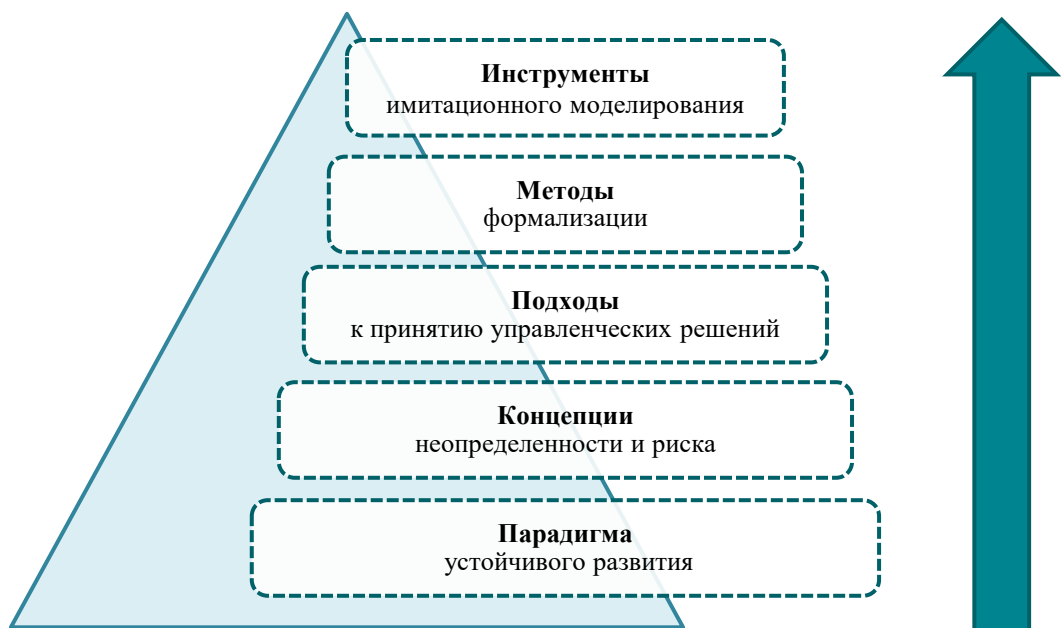 Инструменты
имитационного моделирования
Методы
формализации
Подходы
к принятию управленческих решений
Концепции
неопределенности и риска
Парадигма
устойчивого развития